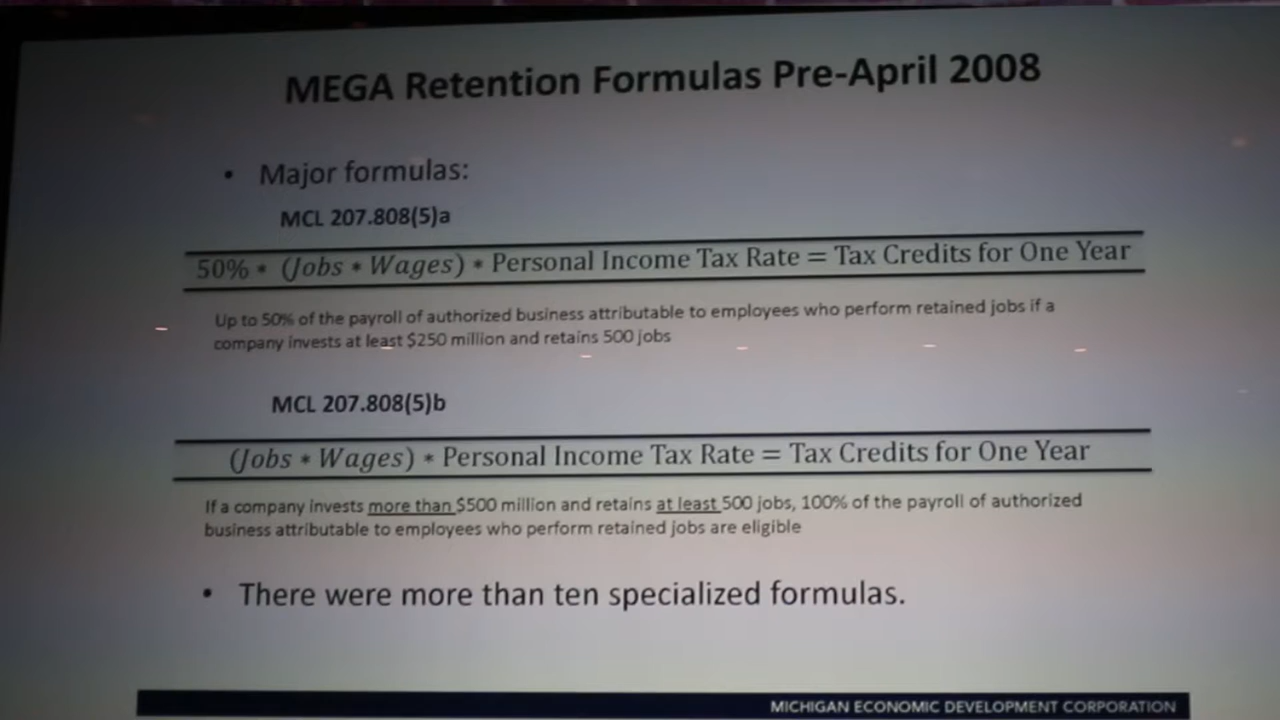 MEGA Retention Formulas Pre-April 2008
• Major formulas:
MCL 207.808(5)a
50% * (Jobs * Wages) * Personal Income Tax Rate = Tax Credits for One Year
Up to 50% of the payroll of authorized business attributable to employees who perform retained jobs if a
company invests at least $250 million and retains 500 jobs
MCL 207.808(5)b
(Jobs * Wages) * Personal Income Tax Rate = Tax Credits for One Year
If a company invests more than $500 million and retains at least 500 jobs, 100% of the payroll of authorized
business attributable to employees who perform retained jobs are eligible
• There were more than ten specialized formulas.
MICHIGAN ECONOMIC DEVELOPMENT CORPORATION